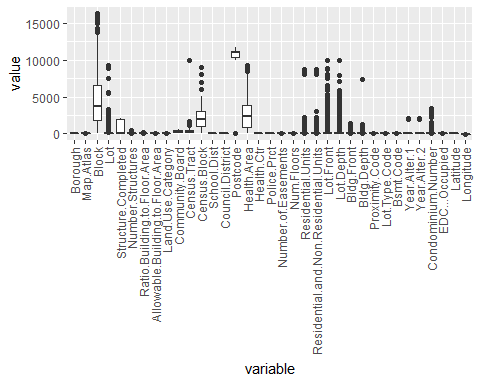 15000
10000
5000
0
value
Borough
Map.Atlas
Block
Lot
Structure.Completed
Number.Structures
Ratio.Building.to.Floor.Area
Allowable.Building.to.Floor.Area
Land.Use.Category
Community.Board
Census.Tract
Census.Block
School.Dist
Council.District
Postcode
Health.Area
Health.Ctr
Police.Prct
Number.of.Easements
Num.Floors
Residential.Units
Residential.and.Non.Residential.Units
Lot.Front
Lot.Depth
Bldg.Front
Bldg.Depth
Proximity.Code
Lot.Type.Code
Bsmt.Code
Year.Alter.1
Year.Alter.2
Condominium.Number
EDC...Occupied
Latitude
Longitude
variable